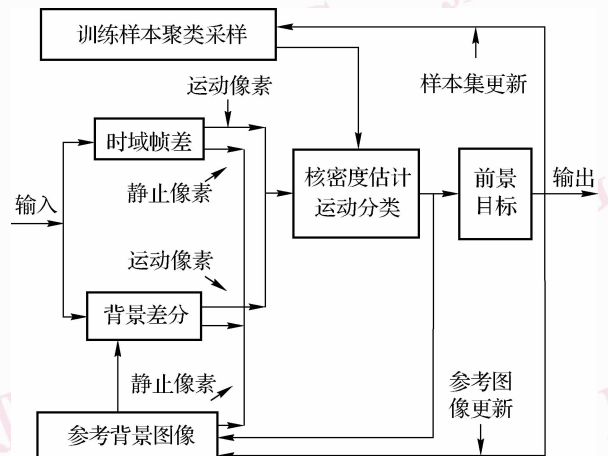 训练样本聚类采样
运动像素
样本集更新
时域帧差
静止像素
核密度估计
运动分类
前景
目标
输出
输入
运动像素
背景差分
静止像素
参考图
像更新
参考背景图像